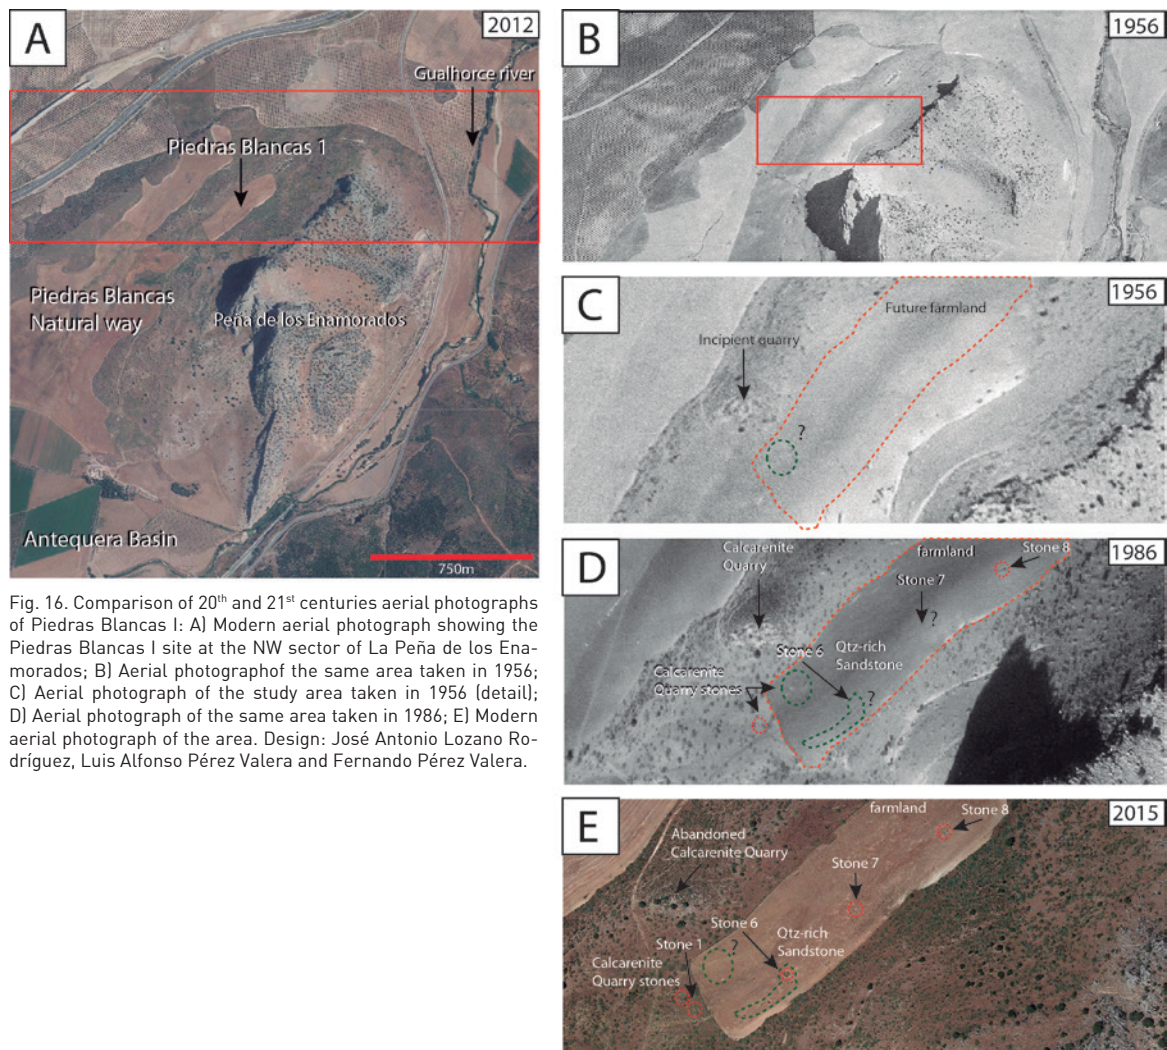 A
2012
Gualhorce river
Piedras Blancas 1
Piedras Blancas
Natural way
Peña de los Enamorados
Antequera Basin
750m
Fig. 16. Comparison of 20th and 21st centuries aerial photographs
of Piedras Blancas I: A) Modern aerial photograph showing the
Piedras Blancas I site at the NW sector of La Peña de los Ena-
morados; B) Aerial photographof the same area taken in 1956;
C) Aerial photograph of the study area taken in 1956 (detail);
D) Aerial photograph of the same area taken in 1986; E) Modern
aerial photograph of the area. Design: José Antonio Lozano Ro-
dríguez, Luis Alfonso Pérez Valera and Fernando Pérez Valera.
B
1956
C
1956
Future farmland
Incipient quarry
?
D
1986
Calcarenite
Quarry
farmland
Stone 8
Stone 7
?
Stone 6
Qtz-rich
Sandstone
Calcarenite
Quarry stones
?
E
2015
farmland
Stone 8
Abandoned
Calcarenite Quarry
Stone 7
Stone 6
Qtz-rich
Sandstone
Stone 1
?
Calcarenite
Quarry stones